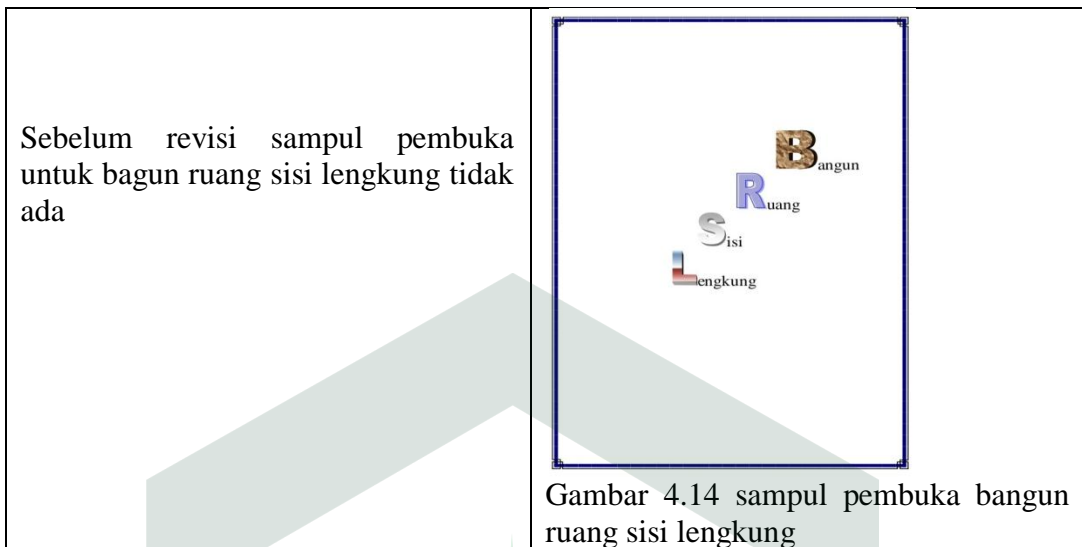 Sebelum revisi sampul pembuka
untuk bagun ruang sisi lengkung tidak
ada
Bangun
Ruang
Sisi
Lengkung
Gambar 4.14 sampul pembuka bangun
ruang sisi lengkung